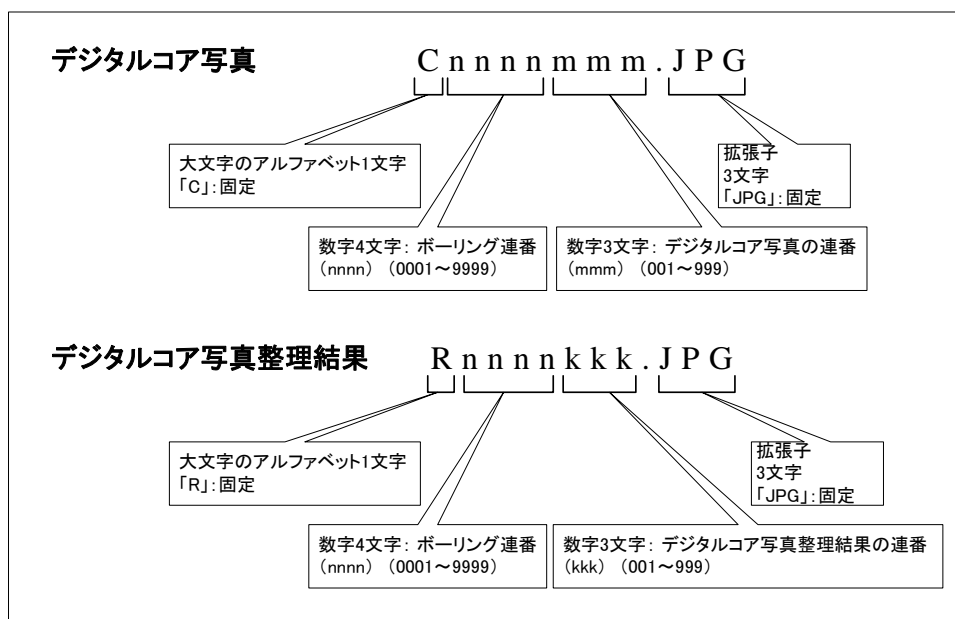 デジタルコア写真
C n n n n m m m . J P G
大文字のアルファベット1文字
「C」：固定
拡張子
3文字
「JPG」：固定
数字4文字： ボーリング連番
（nnnn） （0001～9999）
数字3文字： デジタルコア写真の連番
（mmm） （001～999）
デジタルコア写真整理結果
R n n n n k k k . J P G
大文字のアルファベット1文字
「R」：固定
拡張子
3文字
「JPG」：固定
数字4文字： ボーリング連番
（nnnn） （0001～9999）
数字3文字： デジタルコア写真整理結果の連番
（kkk） （001～999）